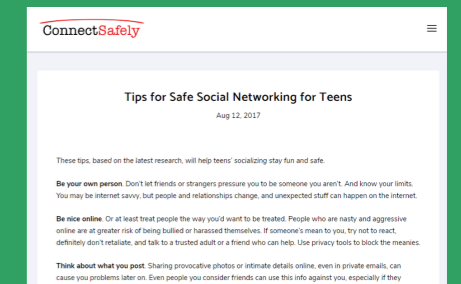 ConnectSafely
Tips for Safe Social Networking for Teens
Aug 12, 2017
These tips, based on the latest research, will help teens' socializing stay fun and safe.
Be your own person. Don't let friends or strangers pressure you to be someone you aren't. And know your limits.
You may be internet savvy, but people and relationships change, and unexpected stuff can happen on the internet.
Be nice online. Or at least treat people the way you'd want to be treated. People who are nasty and aggressive
online are at greater risk of being bullied or harassed themselves. If someone's mean to you, try not to react,
definitely don't retaliate, and talk to a trusted adult or a friend who can help. Use privacy tools to block the meanies.
Think about what you post. Sharing provocative photos or intimate details online, even in private emails, can
cause you problems later on. Even people you consider friends can use this info against you, especially if they